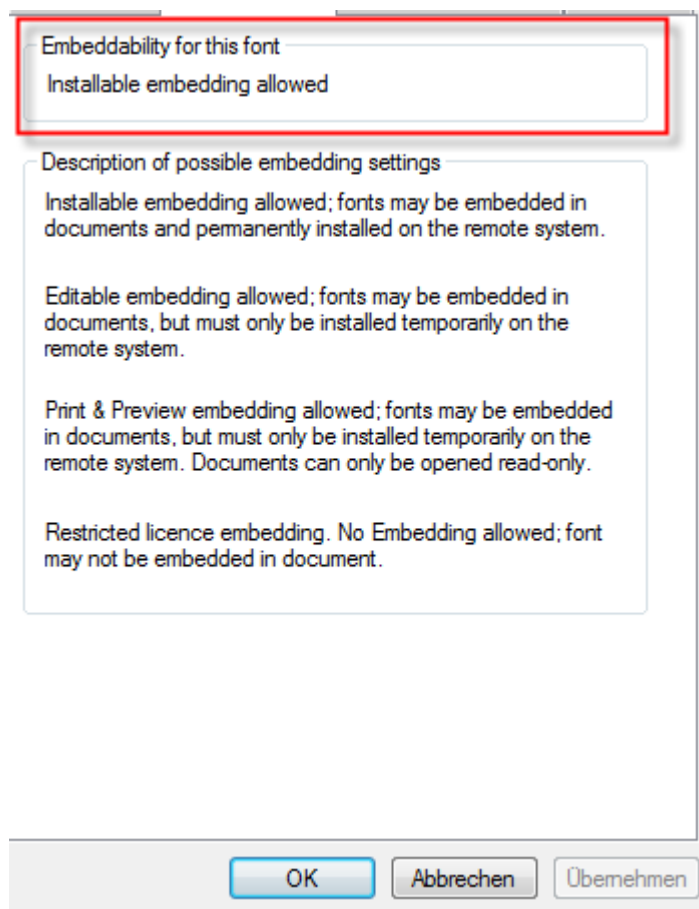 Embeddability for this font
Installable embedding allowed
Description of possible embedding settings
Installable embedding allowed; fonts may be embedded in
documents and permanently installed on the remote system.
Editable embedding allowed; fonts may be embedded in
documents, but must only be installed temporarily on the
remote system.
Print & Preview embedding allowed; fonts may be embedded
in documents, but must only be installed temporarily on the
remote system. Documents can only be opened read-only.
Restricted licence embedding. No Embedding allowed; font
may not be embedded in document.
OK Abbrechen Übernehmen